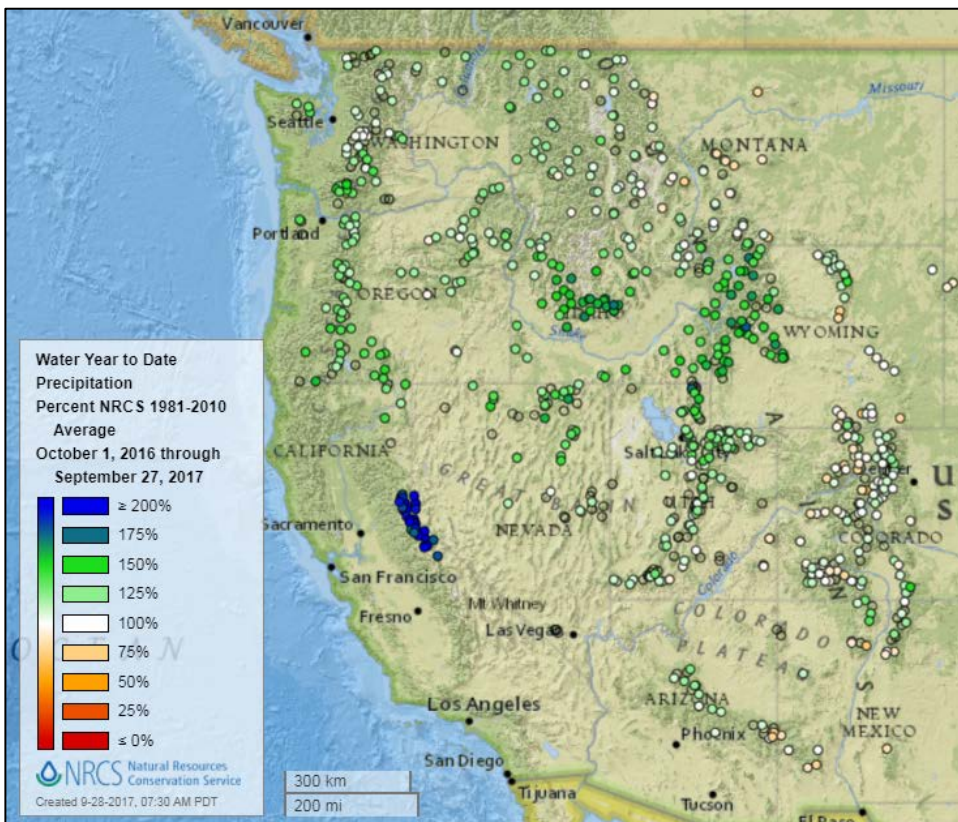 Vancouver
Seattle
WASHINGTON
Missouri
MONTANA
Portland
OREGON
Snake
WYOMING
Water Year to Date
Precipitation
Percent NRCS 1981-2010
Average
October 1, 2016 through
September 27, 2017
≥ 200%
175%
150%
125%
100%
75%
50%
25%
≤ 0%
NRCS Natural Resources
Conservation Service
Created 9-28-2017, 07:30 AM PDT
CALIFORNIA
GREAT BASIN
Salt Lake City
UTAH
NEVADA
Sacramento
San Francisco
Fresno
Mt Whitney
Las Vegas
Colorado
COLORADO
U
S
COLORADO
PLATEAU
OCEAN
Los Angeles
ARIZONA
Phoenix
NEW
MEXICO
San Diego
Tijuana
Tucson
El Paso
300 km
200 mi